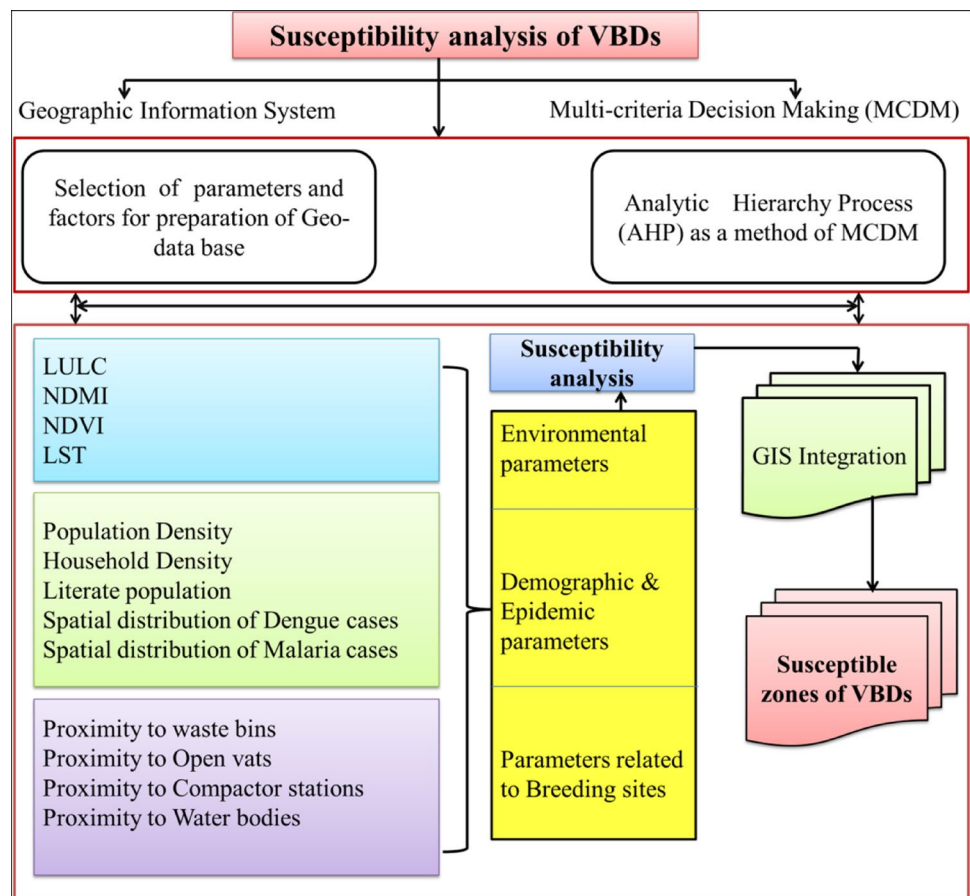 Susceptibility analysis of VBDs
Geographic Information System
Multi-criteria Decision Making (MCDM)
Selection of parameters and
factors for preparation of Geo-
data base
Analytic Hierarchy Process
(AHP) as a method of MCDM
LULC
NDMI
NDVI
LST
Population Density
Household Density
Literate population
Spatial distribution of Dengue cases
Spatial distribution of Malaria cases
Proximity to waste bins
Proximity to Open vats
Proximity to Compactor stations
Proximity to Water bodies
Susceptibility
analysis
Environmental
parameters
Demographic &
Epidemic
parameters
Parameters related
to Breeding sites
GIS Integration
Susceptible
zones of VBDs